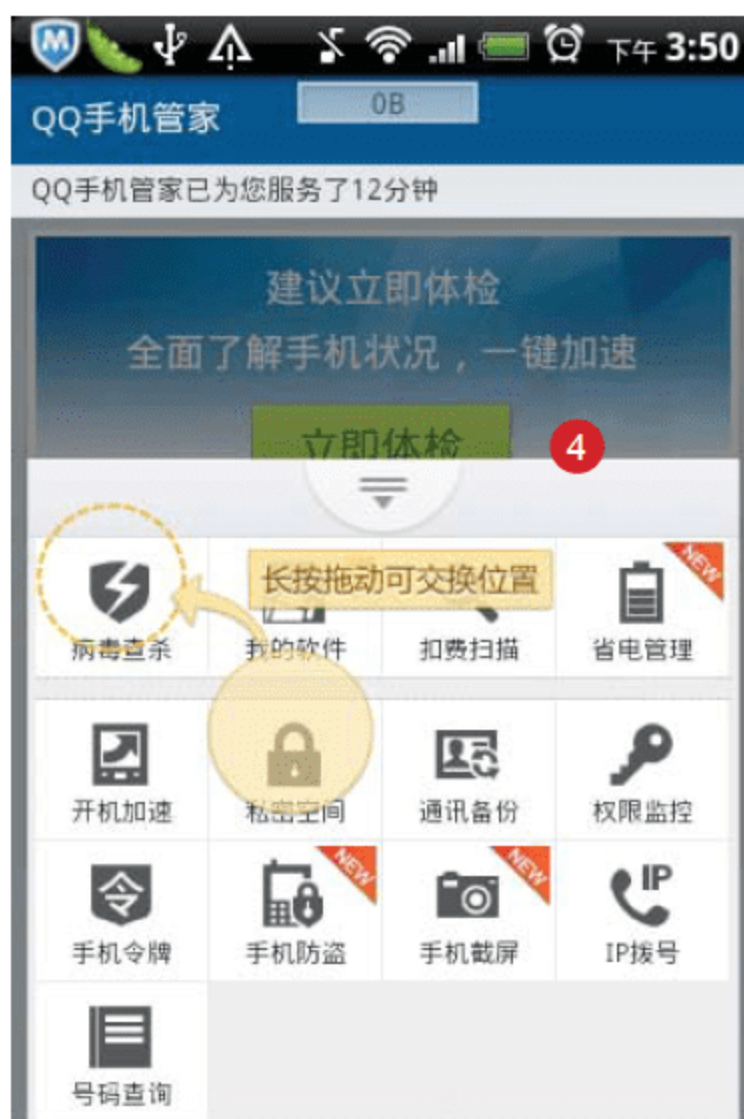 下午 3:50
QQ手机管家
0B
QQ手机管家已为您服务了12分钟
建议立即体检
全面了解手机状况，一键加速
立即体检
4
长按拖动可交换位置
NEW
病毒查杀 我的软件 扣费扫描 省电管理
开机加速 私密空间 通讯备份 权限监控
NEW NEW
IP
手机令牌 手机防盗 手机截屏 IP拨号
号码查询